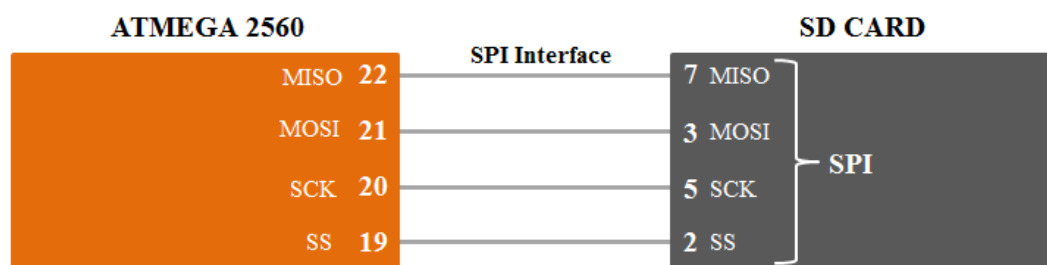 ATMEGA 2560
SPI Interface
SD CARD
MISO 22
7 MISO
MOSI 21
3 MOSI
SPI
SCK 20
5 SCK
SS 19
2 SS